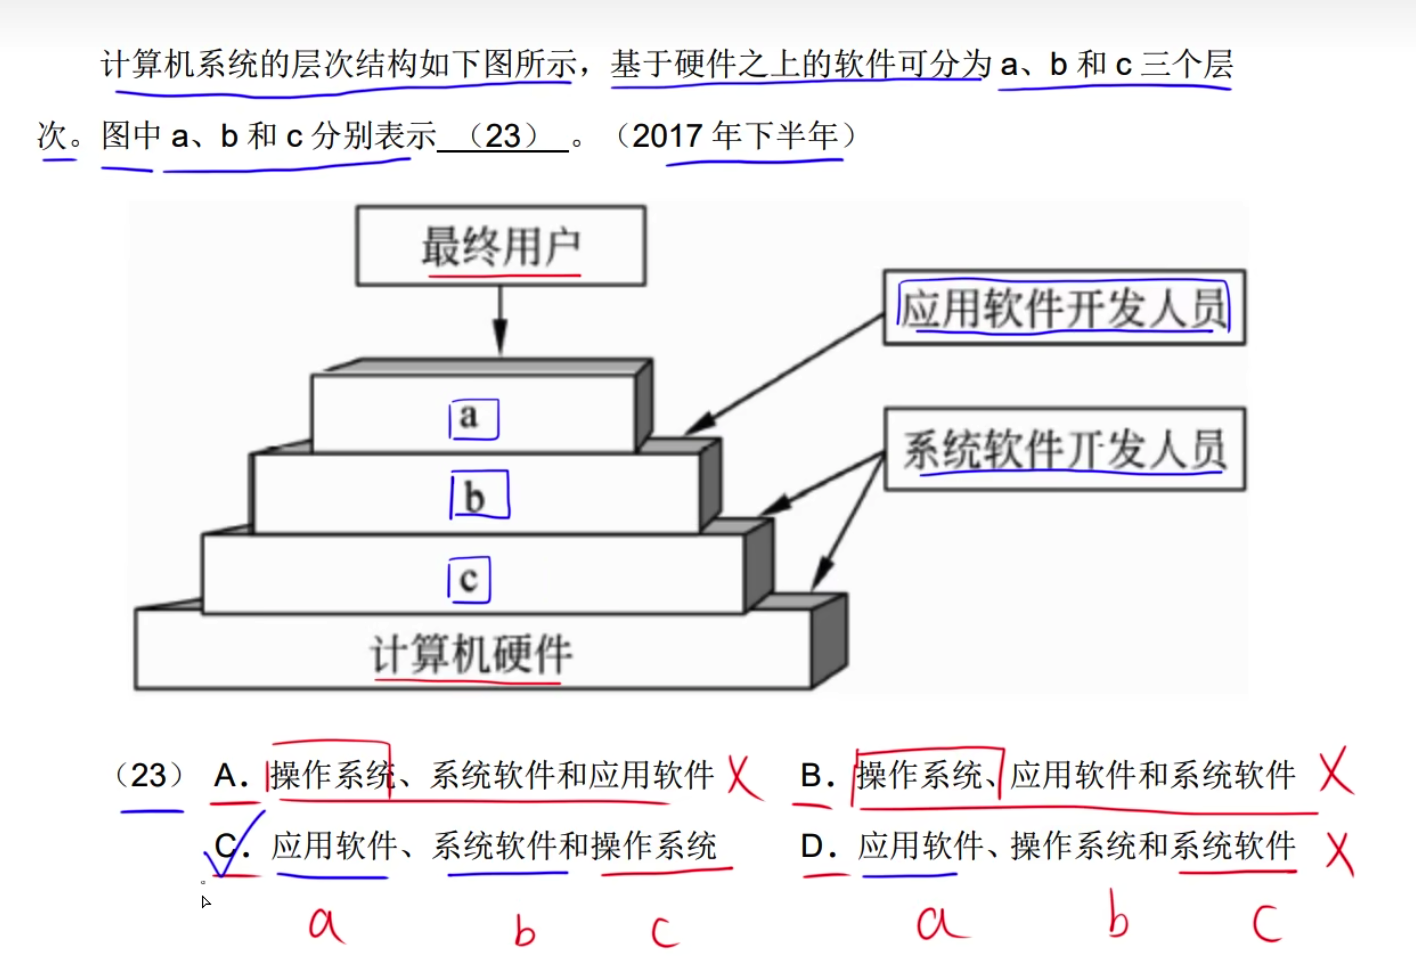 计算机系统的层次结构如下图所示，基于硬件之上的软件可分为 a、b 和 c 三个层
次。图中 a、b 和 c 分别表示 （23） 。（2017 年下半年）
最终用户
应用软件开发人员
a
系统软件开发人员
b
c
计算机硬件
（23） A．操作系统、系统软件和应用软件 X B．操作系统、应用软件和系统软件 X
C．应用软件、系统软件和操作系统 D．应用软件、操作系统和系统软件 X
a b c a b c